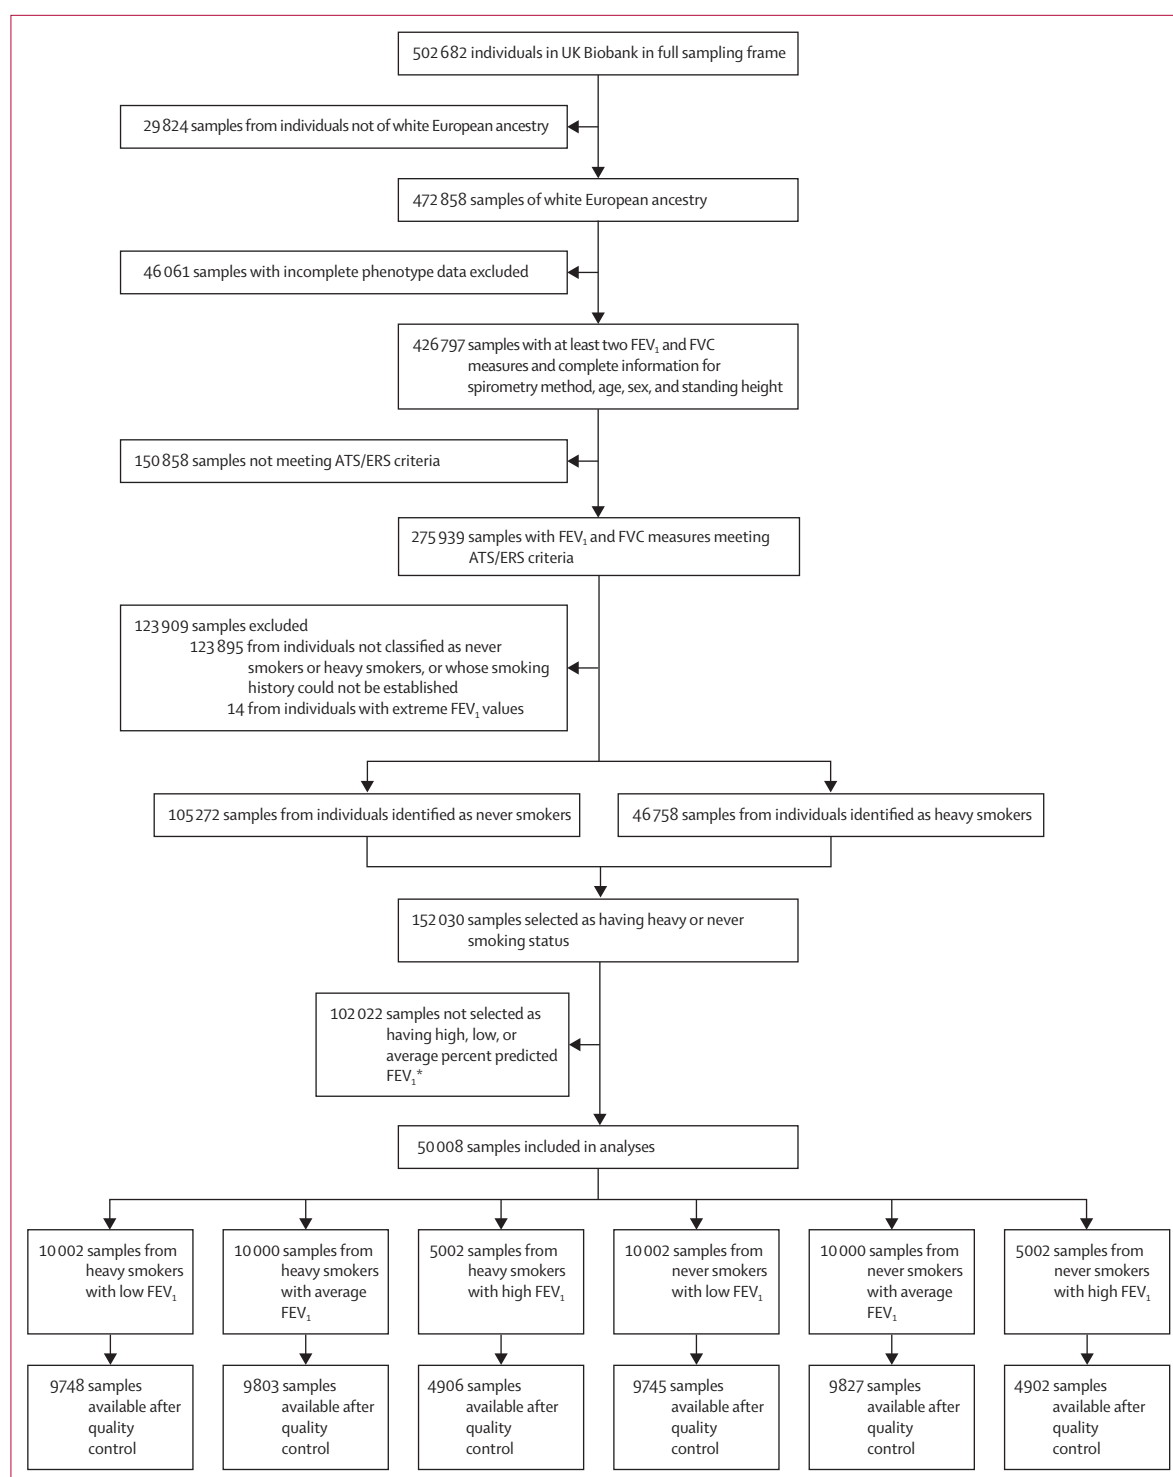 502 682 individuals in UK Biobank in full sampling frame
29 824 samples from individuals not of white European ancestry
472 858 samples of white European ancestry
46 061 samples with incomplete phenotype data excluded
426 797 samples with at least two FEV₁ and FVC
measures and complete information for
spirometry method, age, sex, and standing height
150 858 samples not meeting ATS/ERS criteria
275 939 samples with FEV₁ and FVC measures meeting
ATS/ERS criteria
123 909 samples excluded
123 895 from individuals not classified as never
smokers or heavy smokers, or whose smoking
history could not be established
14 from individuals with extreme FEV₁ values
105 272 samples from individuals identified as never smokers
46 758 samples from individuals identified as heavy smokers
152 030 samples selected as having heavy or never
smoking status
102 022 samples not selected as
having high, low, or
average percent predicted
FEV₁*
50 008 samples included in analyses
10 002 samples from
heavy smokers
with low FEV₁
10 000 samples from
heavy smokers
with average
FEV₁
5002 samples from
heavy smokers
with high FEV₁
10 002 samples from
never smokers
with low FEV₁
10 000 samples from
never smokers
with average
FEV₁
5002 samples from
never smokers
with high FEV₁
9748 samples
available after
quality
control
9803 samples
available after
quality
control
4906 samples
available after
quality
control
9745 samples
available after
quality
control
9827 samples
available after
quality
control
4902 samples
available after
quality
control